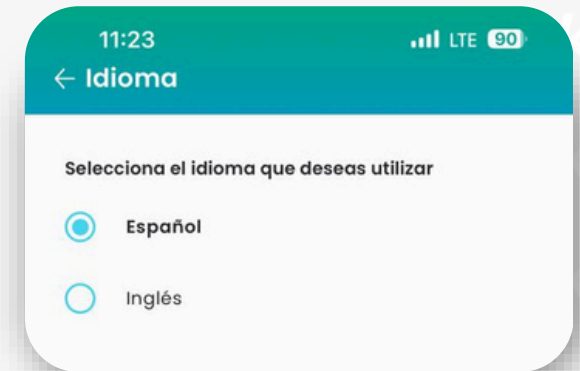 11:23 LTE 90
← Idioma
Selecciona el idioma que deseas utilizar
Español
Inglés